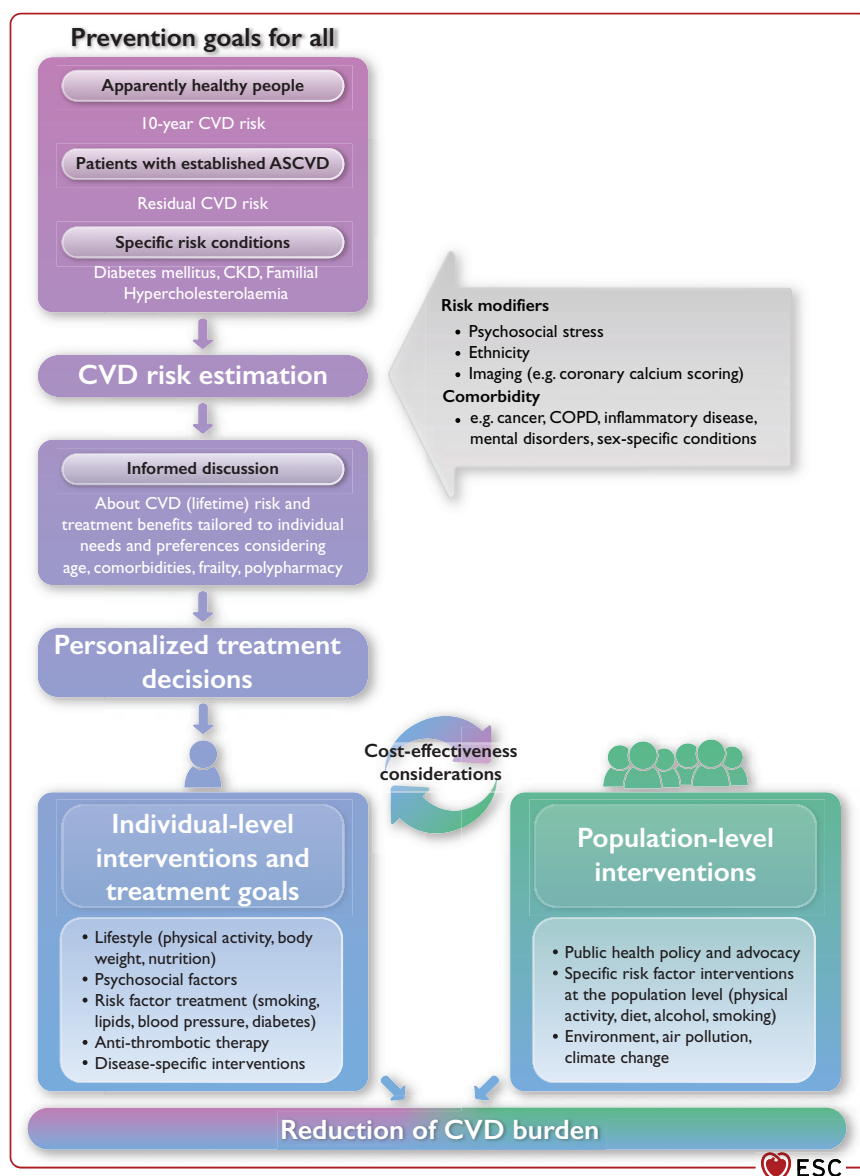 Prevention goals for all
Apparently healthy people
10-year CVD risk
Patients with established ASCVD
Residual CVD risk
Specific risk conditions
Diabetes mellitus, CKD, Familial
Hypercholesterolaemia
Risk modifiers
• Psychosocial stress
• Ethnicity
• Imaging (e.g. coronary calcium scoring)
Comorbidity
• e.g. cancer, COPD, inflammatory disease,
mental disorders, sex-specific conditions
CVD risk estimation
Informed discussion
About CVD (lifetime) risk and
treatment benefits tailored to individual
needs and preferences considering
age, comorbidities, frailty, polypharmacy
Personalized treatment
decisions
Cost-effectiveness
considerations
Individual-level
interventions and
treatment goals
• Lifestyle (physical activity, body
weight, nutrition)
• Psychosocial factors
• Risk factor treatment (smoking,
lipids, blood pressure, diabetes)
• Anti-thrombotic therapy
• Disease-specific interventions
Population-level
interventions
• Public health policy and advocacy
• Specific risk factor interventions
at the population level (physical
activity, diet, alcohol, smoking)
• Environment, air pollution,
climate change
Reduction of CVD burden
ESC